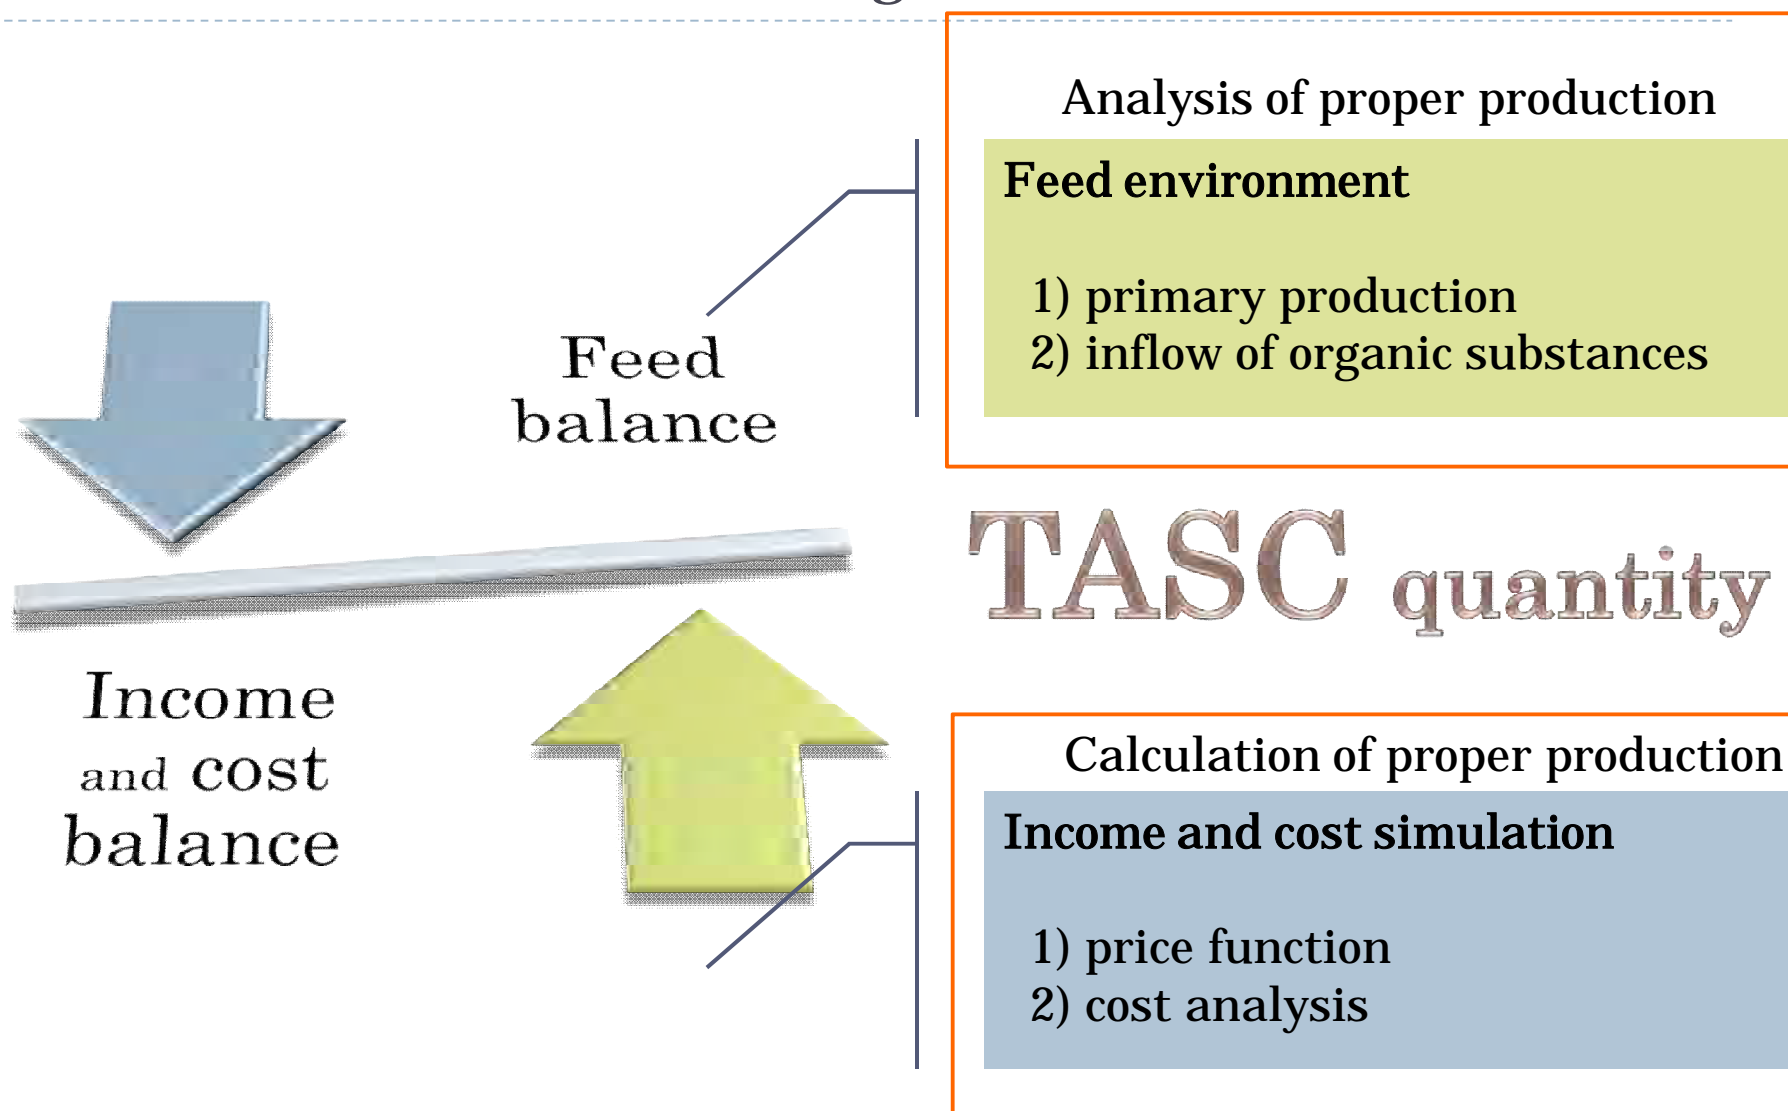 Analysis of proper production
Feed environment
1) primary production
2) inflow of organic substances
Feed
balance
TASC quantity
Income
and cost
balance
Calculation of proper production
Income and cost simulation
1) price function
2) cost analysis